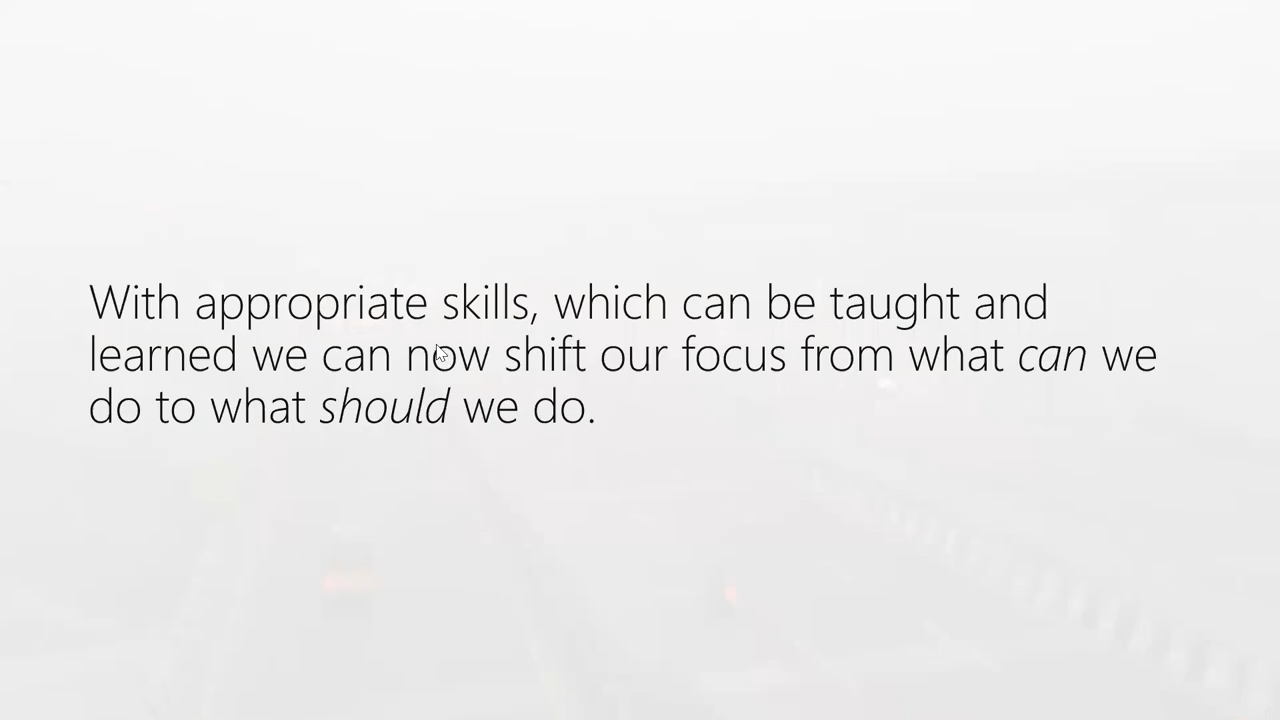 With appropriate skills, which can be taught and
learned we can now shift our focus from what can we
do to what should we do.